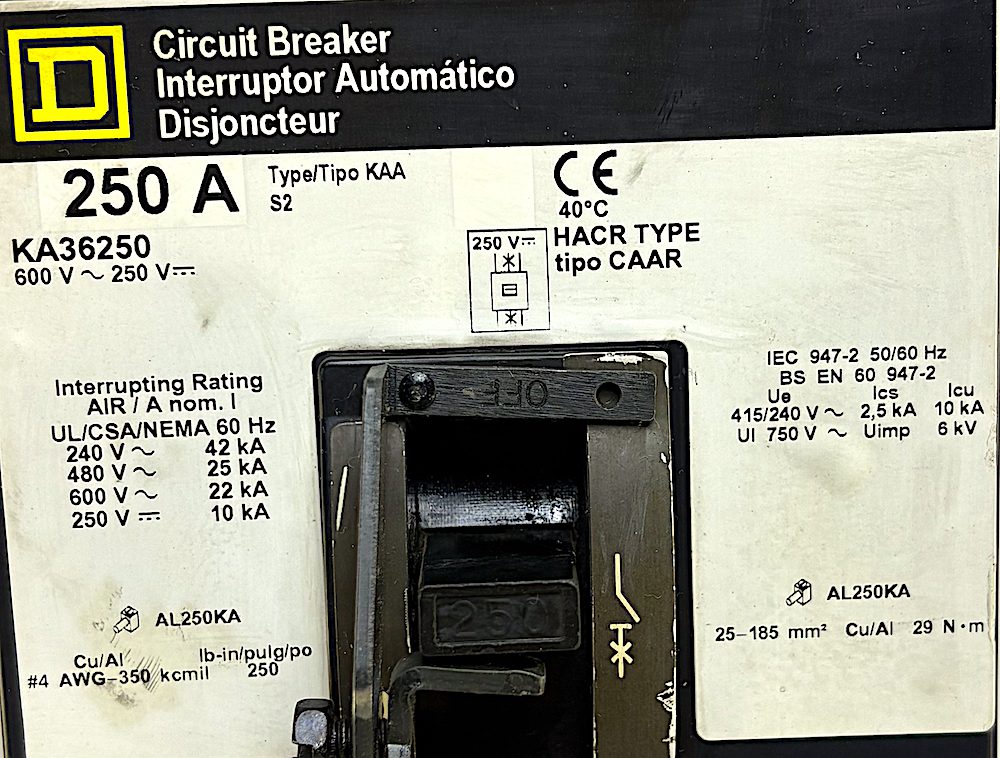 D
Circuit Breaker
Interruptor Automático
Disjoncteur
250 A
Type/Tipo KAA
S2
CE
40°C
HACR TYPE
tipo CAAR
KA36250
600 V ~ 250 V⎓
250 V⎓
Interrupting Rating
AIR / A nom. I
UL/CSA/NEMA 60 Hz
240 V ~ 42 kA
480 V ~ 25 kA
600 V ~ 22 kA
250 V ⎓ 10 kA
AL250KA
Cu/Al lb-in/pulg/po
#4 AWG–350 kcmil 250
OFF
250
IEC 947-2 50/60 Hz
BS EN 60 947-2
Ue Ics Icu
415/240 V ~ 2,5 kA 10 kA
UI 750 V ~ Uimp 6 kV
AL250KA
25–185 mm² Cu/Al 29 N·m